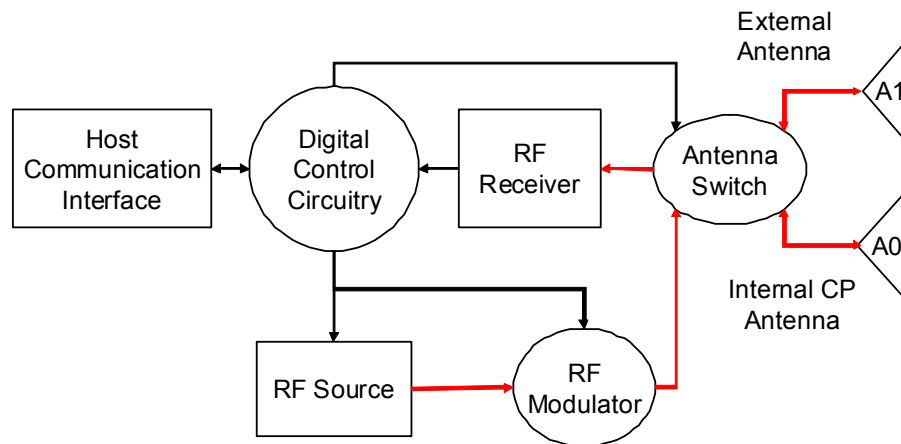 External
Antenna
A1
Host
Communication
Interface
Digital
Control
Circuitry
RF
Receiver
Antenna
Switch
A0
Internal CP
Antenna
RF Source
RF
Modulator